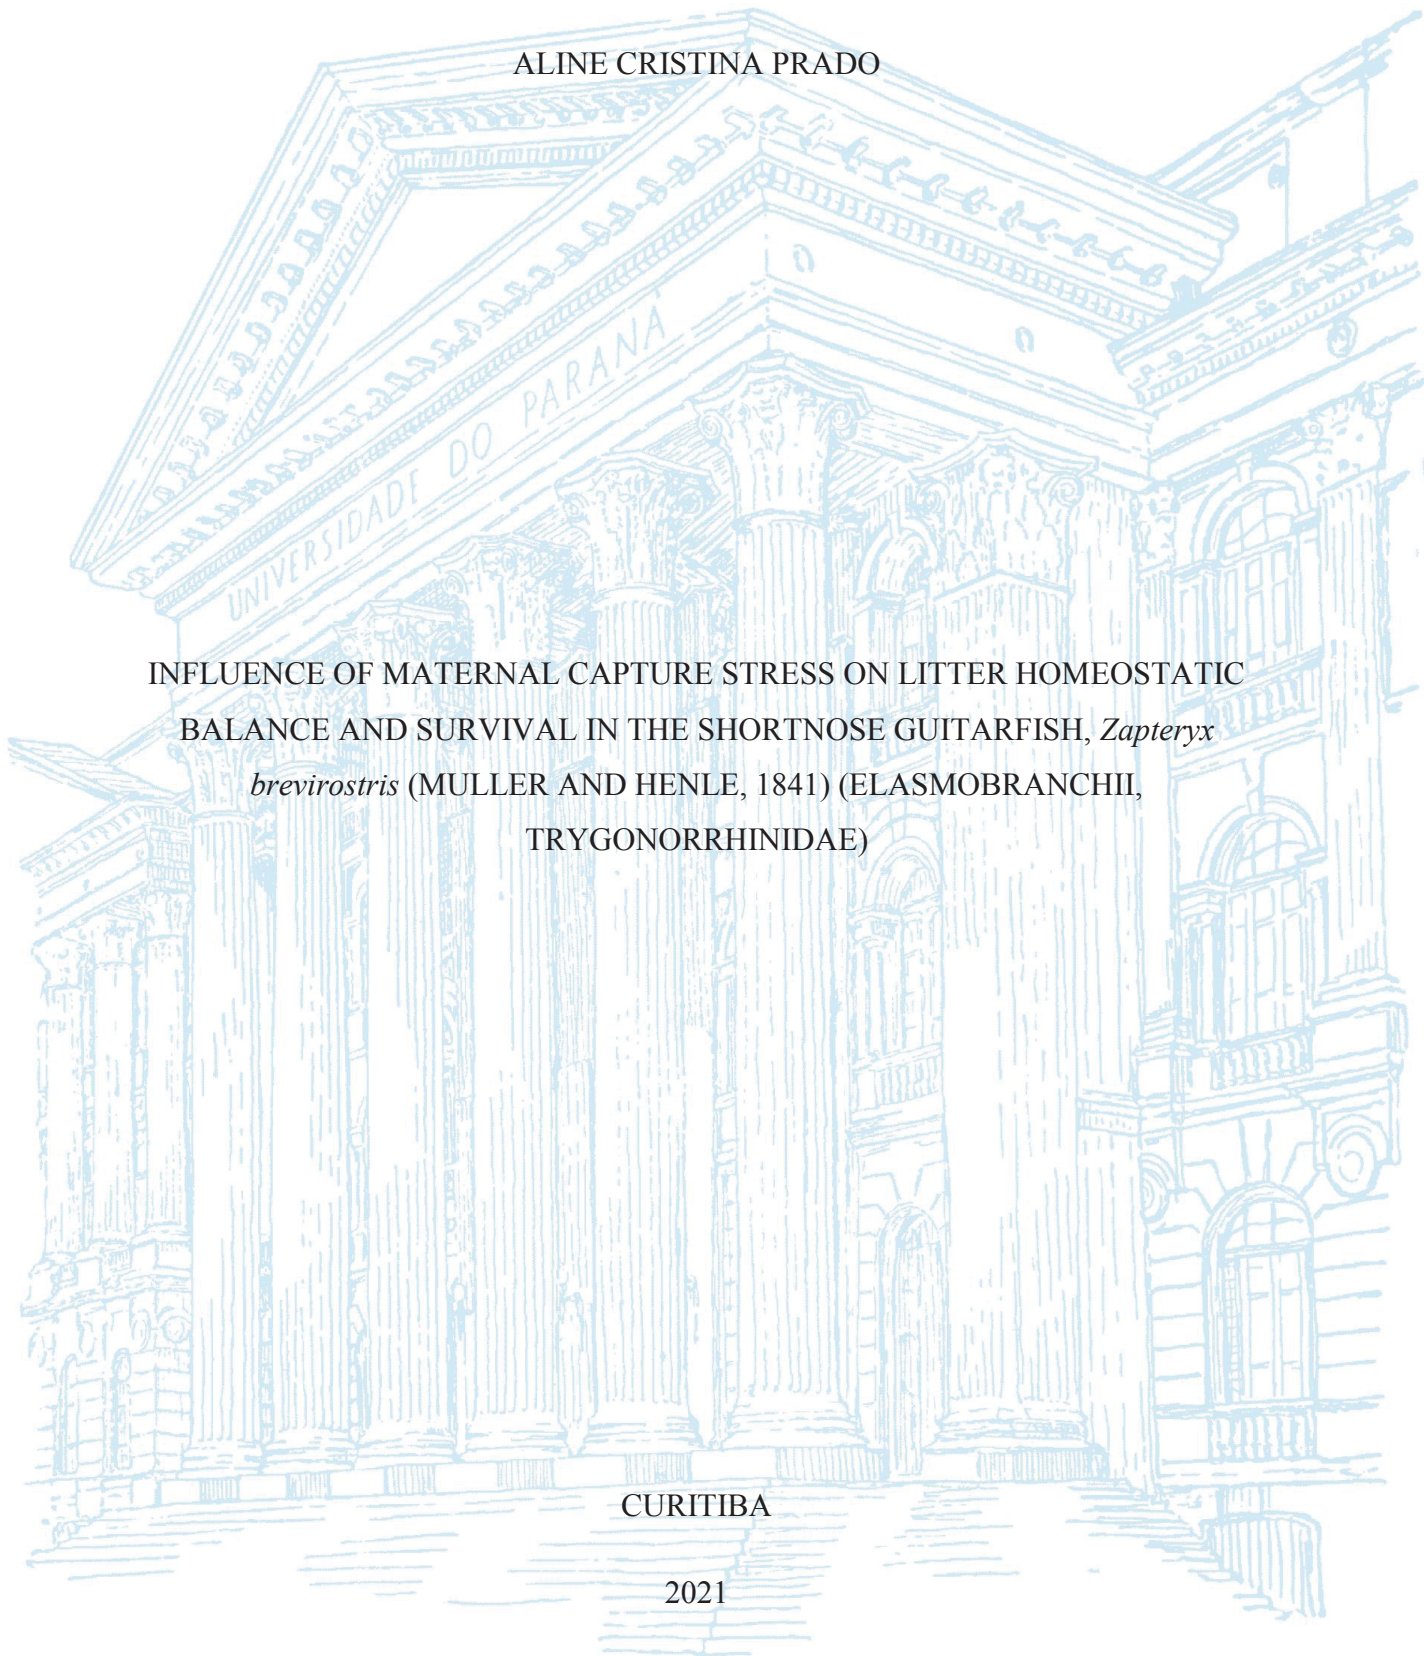 ALINE CRISTINA PRADO
UNIVERSIDADE DO PARANÁ
INFLUENCE OF MATERNAL CAPTURE STRESS ON LITTER HOMEOSTATIC
BALANCE AND SURVIVAL IN THE SHORTNOSE GUITARFISH, Zapteryx
brevirostris (MULLER AND HENLE, 1841) (ELASMOBRANCHII,
TRYGONORRHINIDAE)
CURITIBA
2021